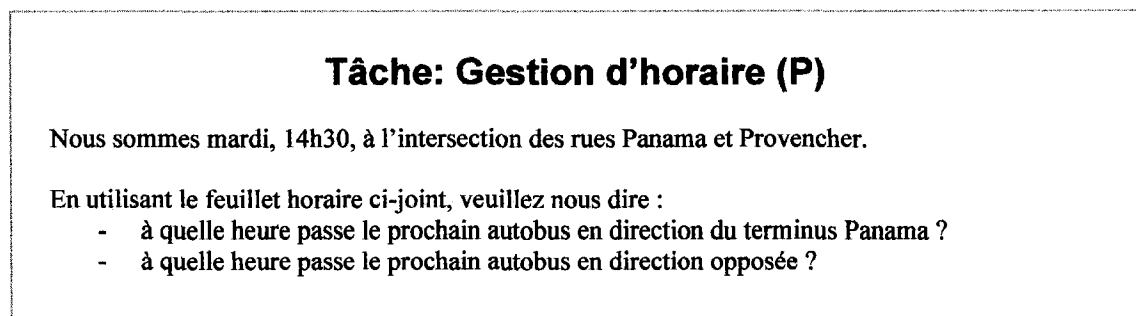 Tâche: Gestion d'horaire (P)
Nous sommes mardi, 14h30, à l'intersection des rues Panama et Provencher.
En utilisant le feuillet horaire ci-joint, veuillez nous dire :
- à quelle heure passe le prochain autobus en direction du terminus Panama ?
- à quelle heure passe le prochain autobus en direction opposée ?